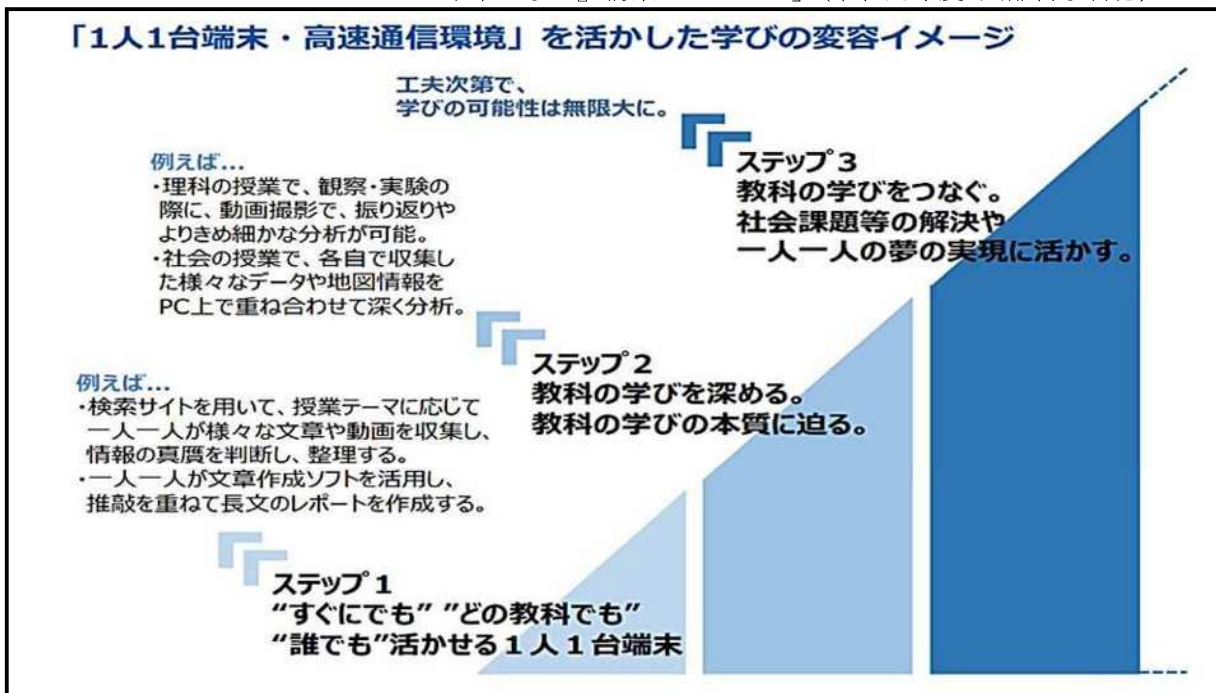 「1人1台端末・高速通信環境」を活かした学びの変容イメージ
工夫次第で、
学びの可能性は無限大に。
ステップ3
教科の学びをつなぐ。
社会課題等の解決や
一人一人の夢の実現に活かす。
例えば…
・理科の授業で、観察・実験の
際に、動画撮影で、振り返りや
よりきめ細かな分析が可能。
・社会の授業で、各自で収集し
た様々なデータや地図情報を
PC上で重ね合わせて深く分析。
ステップ2
教科の学びを深める。
教科の学びの本質に迫る。
例えば…
・検索サイトを用いて、授業テーマに応じて
一人一人が様々な文章や動画を収集し、
情報の真贋を判断し、整理する。
・一人一人が文章作成ソフトを活用し、
推敲を重ねて長文のレポートを作成する。
ステップ1
“すぐにでも”“どの教科でも”
“誰でも”活かせる1人1台端末